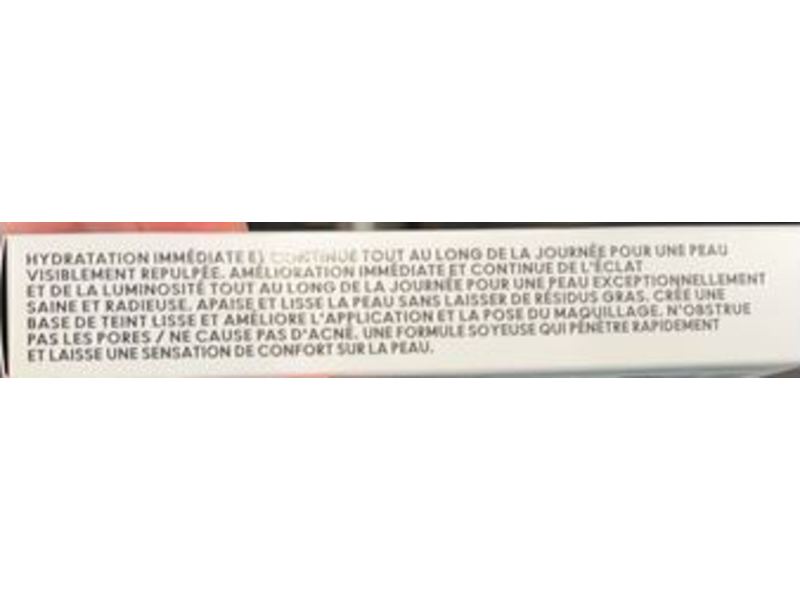 HYDRATATION IMMÉDIATE ET CONTINUE TOUT AU LONG DE LA JOURNÉE POUR UNE PEAU
VISIBLEMENT REPULPÉE. AMÉLIORATION IMMÉDIATE ET CONTINUE DE L'ÉCLAT
ET DE LA LUMINOSITÉ TOUT AU LONG DE LA JOURNÉE POUR UNE PEAU EXCEPTIONNELLEMENT
SAINE ET RADIEUSE. APAISE ET LISSE LA PEAU SANS LAISSER DE RÉSIDUS GRAS. CRÉE UNE
BASE DE TEINT LISSE ET AMÉLIORE L'APPLICATION ET LA POSE DU MAQUILLAGE. N'OBSTRUE
PAS LES PORES / NE CAUSE PAS D'ACNÉ. UNE FORMULE SOYEUSE QUI PÉNÈTRE RAPIDEMENT
ET LAISSE UNE SENSATION DE CONFORT SUR LA PEAU.